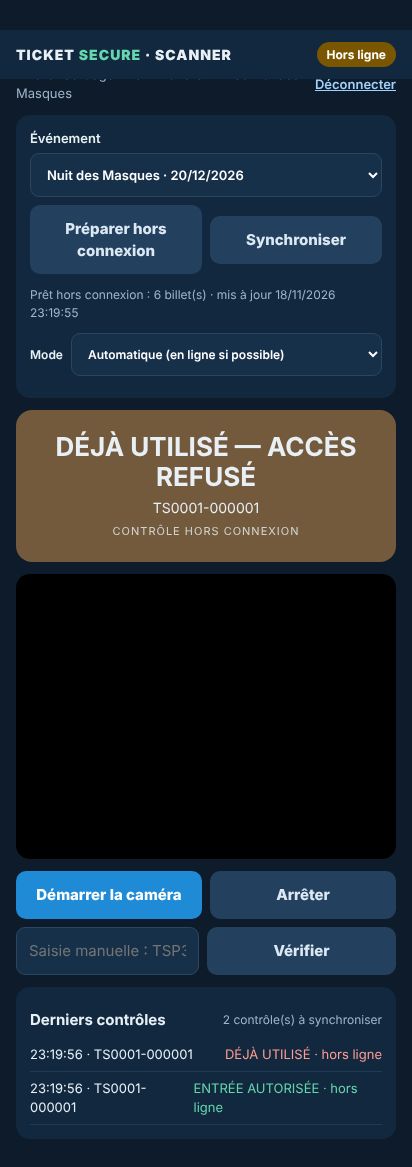 TICKET SECURE · SCANNER
Hors ligne
Masques
Déconnecter
Événement
Nuit des Masques · 20/12/2026
Préparer hors
connexion
Synchroniser
Prêt hors connexion : 6 billet(s) · mis à jour 18/11/2026
23:19:55
Mode
Automatique (en ligne si possible)
DÉJÀ UTILISÉ — ACCÈS
REFUSÉ
TS0001-000001
CONTRÔLE HORS CONNEXION
Démarrer la caméra
Arrêter
Saisie manuelle : TSP3
Vérifier
Derniers contrôles
2 contrôle(s) à synchroniser
23:19:56 · TS0001-000001
DÉJÀ UTILISÉ · hors ligne
23:19:56 · TS0001-
000001
ENTRÉE AUTORISÉE · hors
ligne